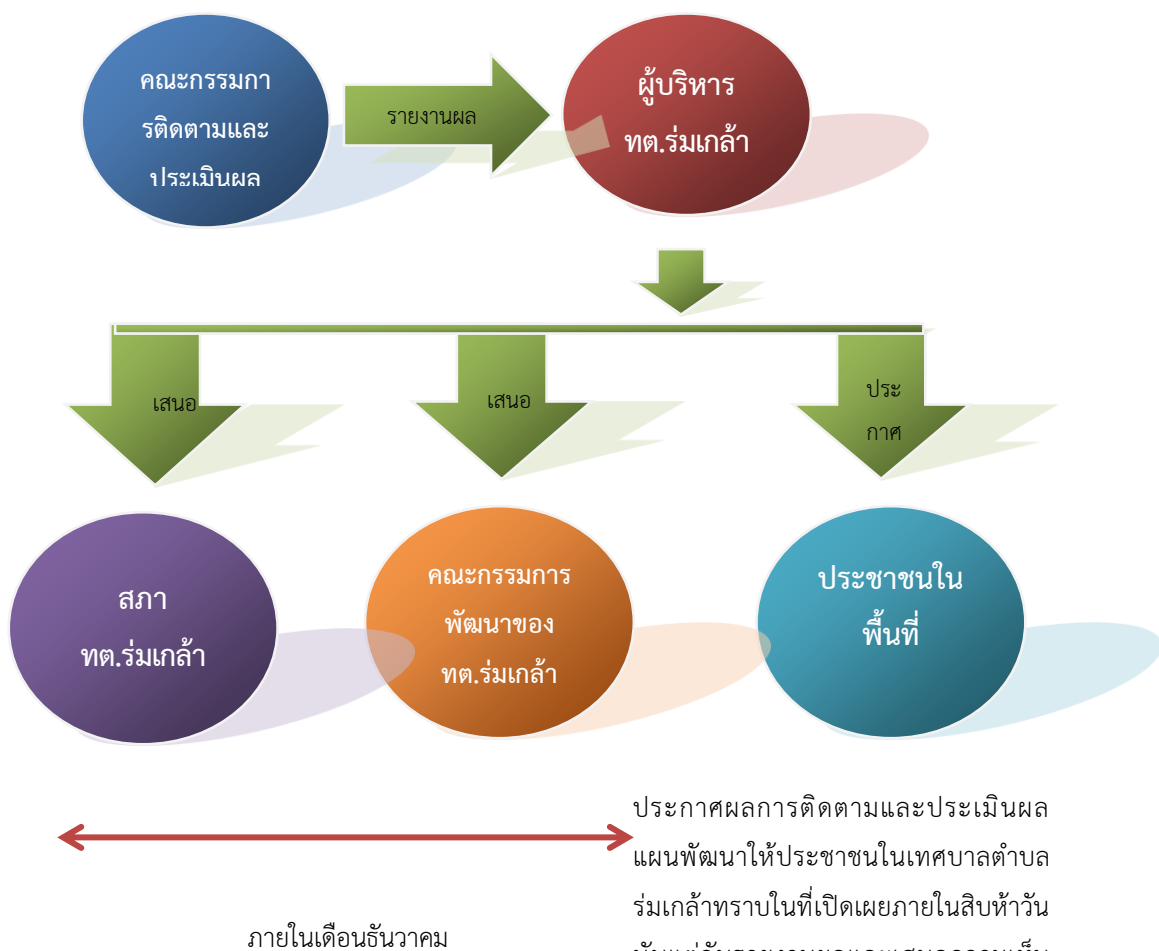 คณะกรรมกา
รติดตามและ
ประเมินผล
รายงานผล
ผู้บริหาร
ทต.ร่มเกล้า
เสนอ
เสนอ
ประ
กาศ
สภา
ทต.ร่มเกล้า
คณะกรรมการ
พัฒนาของ
ทต.ร่มเกล้า
ประชาชนใน
พื้นที่
ประกาศผลการติดตามและประเมินผล
แผนพัฒนาให้ประชาชนในเทศบาลตำบล
ร่มเกล้าทราบในที่เปิดเผยภายในสิบห้าวัน
ภายในเดือนธันวาคม